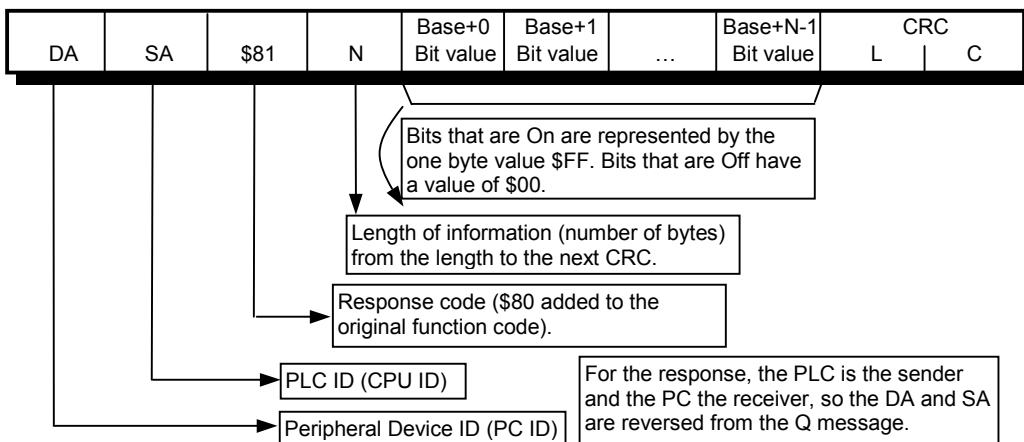 Base+0 Base+1 Base+N-1 CRC
DA SA $81 N Bit value Bit value … Bit value L C
Bits that are On are represented by the
one byte value $FF. Bits that are Off have
a value of $00.
Length of information (number of bytes)
from the length to the next CRC.
Response code ($80 added to the
original function code).
PLC ID (CPU ID)
Peripheral Device ID (PC ID)
For the response, the PLC is the sender
and the PC the receiver, so the DA and SA
are reversed from the Q message.